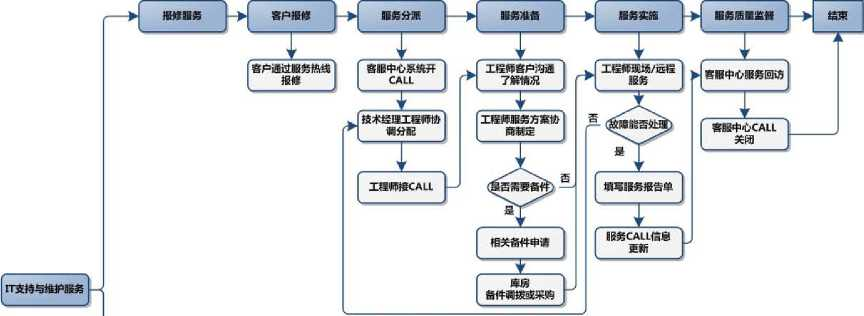 报修服务
客户报修
服务分派
服务准备
服务实施
服务质量监督
结束
客户通过服务热线
报修
客服中心系统开
CALL
工程师客户沟通
了解情况
工程师现场/远程
服务
客服中心服务回访
技术经理工程师协
调分配
工程师服务方案协
商制定
否
故障能否处理
客服中心CALL
关闭
是
工程师接CALL
是否需要备件
否
填写服务报告单
是
相关备件申请
服务CALL信息
更新
IT支持与维护服务
库房
备件调拨或采购